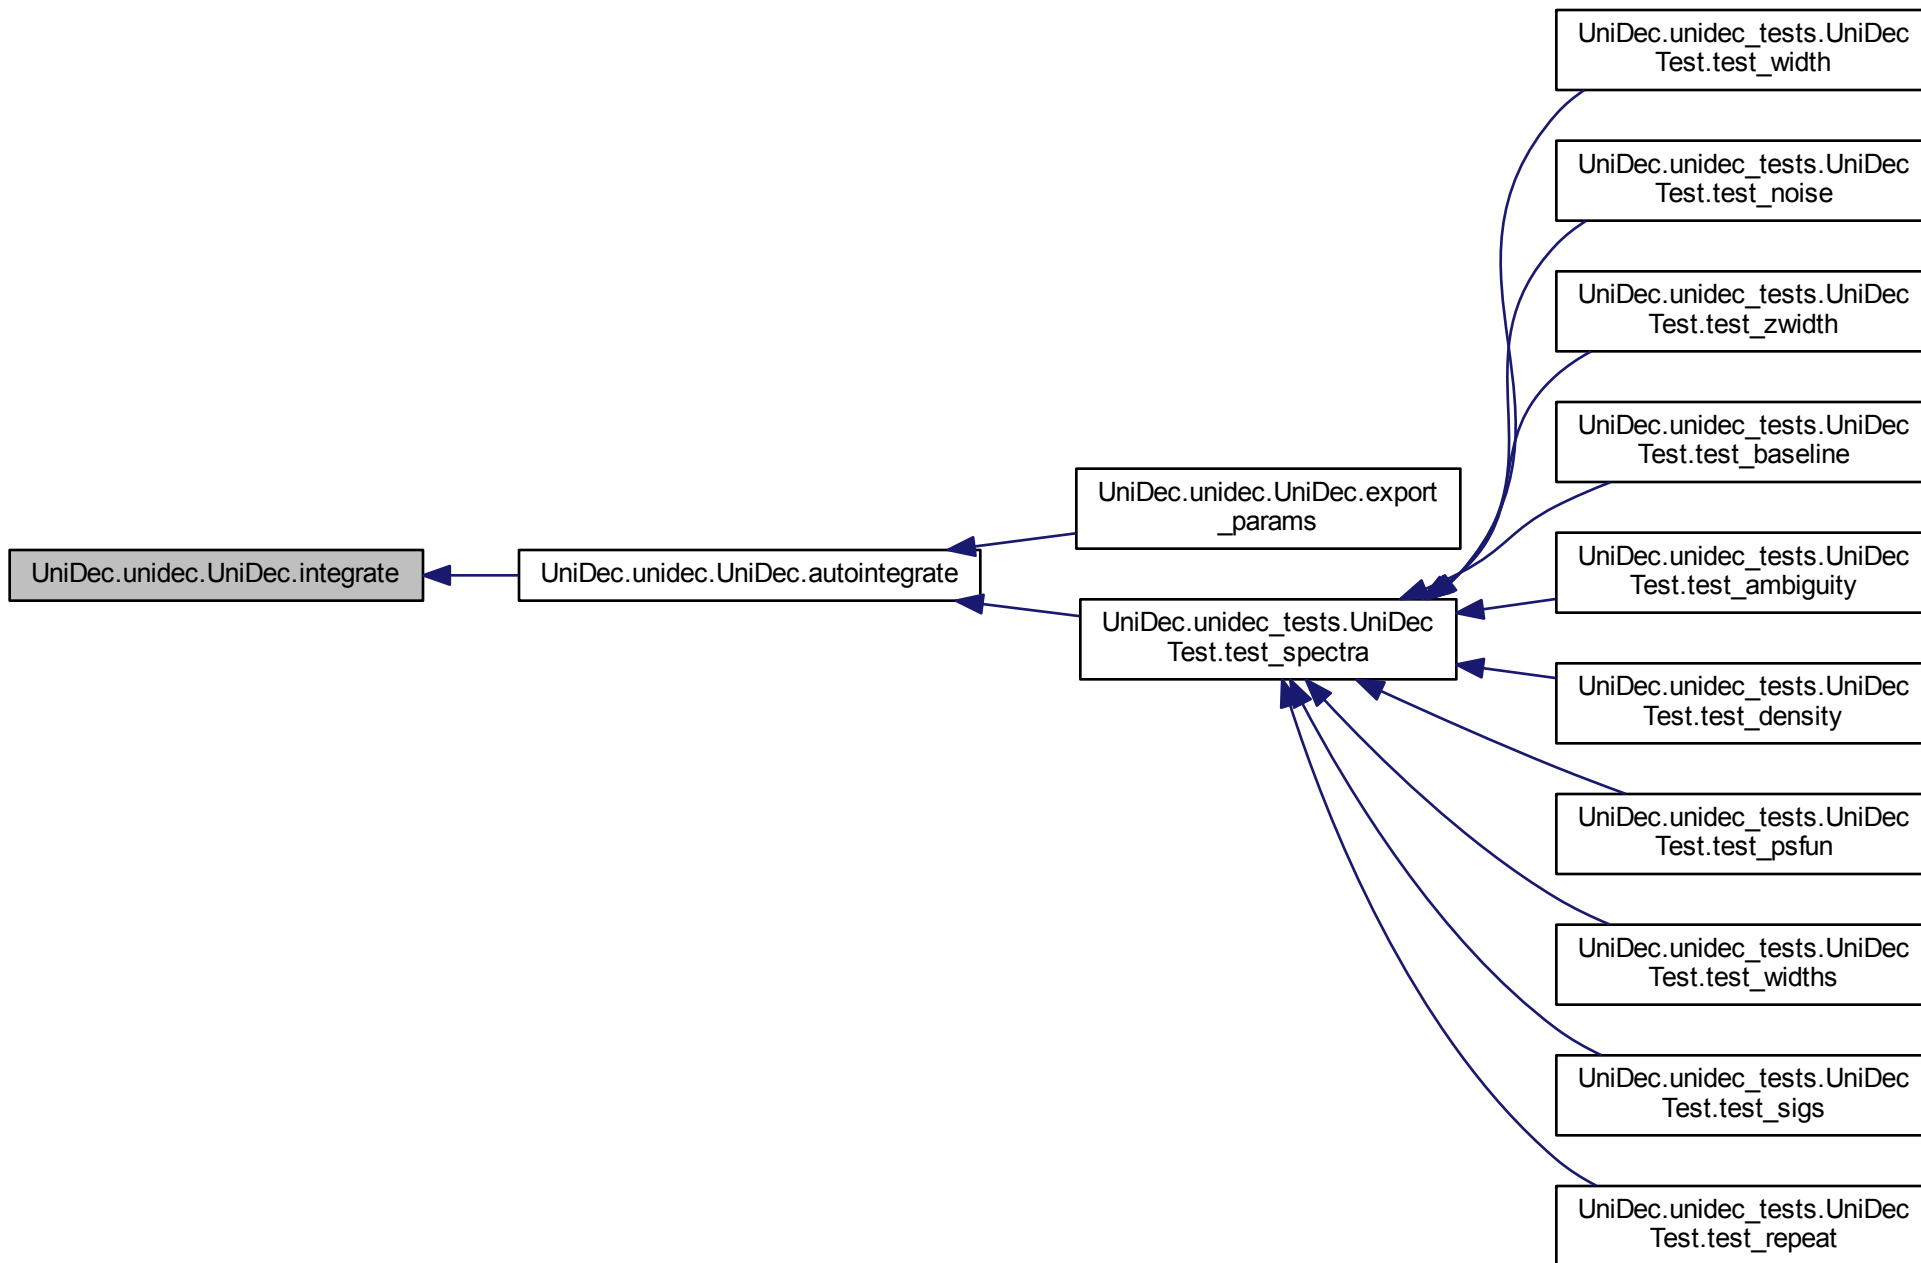 UniDec.unidec_tests.UniDec
Test.test_width
UniDec.unidec_tests.UniDec
Test.test_noise
UniDec.unidec_tests.UniDec
Test.test_zwidth
UniDec.unidec_tests.UniDec
Test.test_baseline
UniDec.unidec.UniDec.export
_params
UniDec.unidec.UniDec.integrate
UniDec.unidec.UniDec.autointegrate
UniDec.unidec_tests.UniDec
Test.test_ambiguity
UniDec.unidec_tests.UniDec
Test.test_spectra
UniDec.unidec_tests.UniDec
Test.test_density
UniDec.unidec_tests.UniDec
Test.test_psfun
UniDec.unidec_tests.UniDec
Test.test_widths
UniDec.unidec_tests.UniDec
Test.test_sigs
UniDec.unidec_tests.UniDec
Test.test_repeat